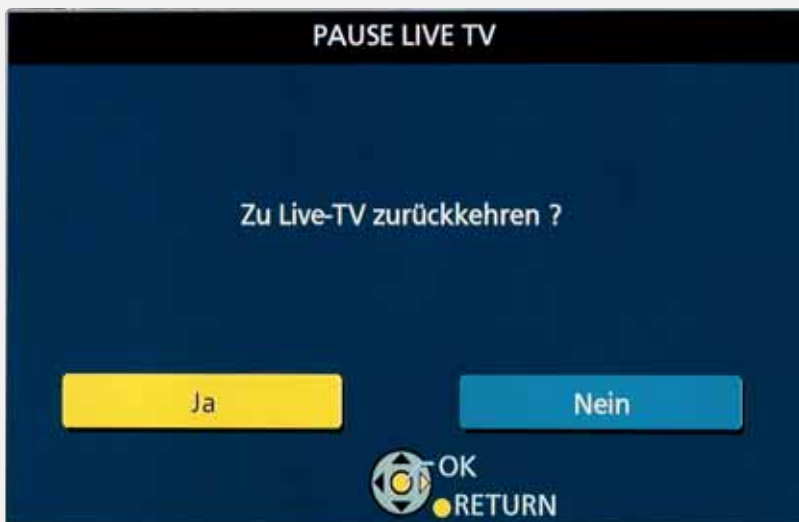 PAUSE LIVE TV
Zu Live-TV zurückkehren ?
Ja
Nein
OK
RETURN